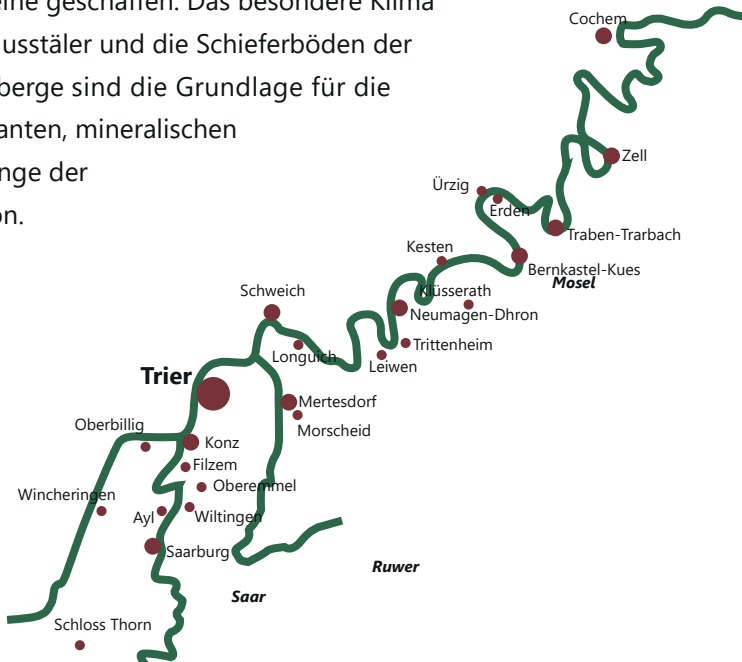 eine geschaffen. Das besondere Klima
usstäler und die Schieferböden der
berge sind die Grundlage für die
anten, mineralischen
nge der
on.
Cochem
Zell
Ürzig
Erden
Traben-Trarbach
Kesten
Bernkastel-Kues
Mosel
Klüsserath
Schweich
Neumagen-Dhron
Trittenheim
Longuich
Leiwen
Trier
Mertesdorf
Morscheid
Oberbillig
Konz
Filzem
Oberemmel
Wincheringen
Ayl
Wiltingen
Saarburg
Ruwer
Saar
Schloss Thorn